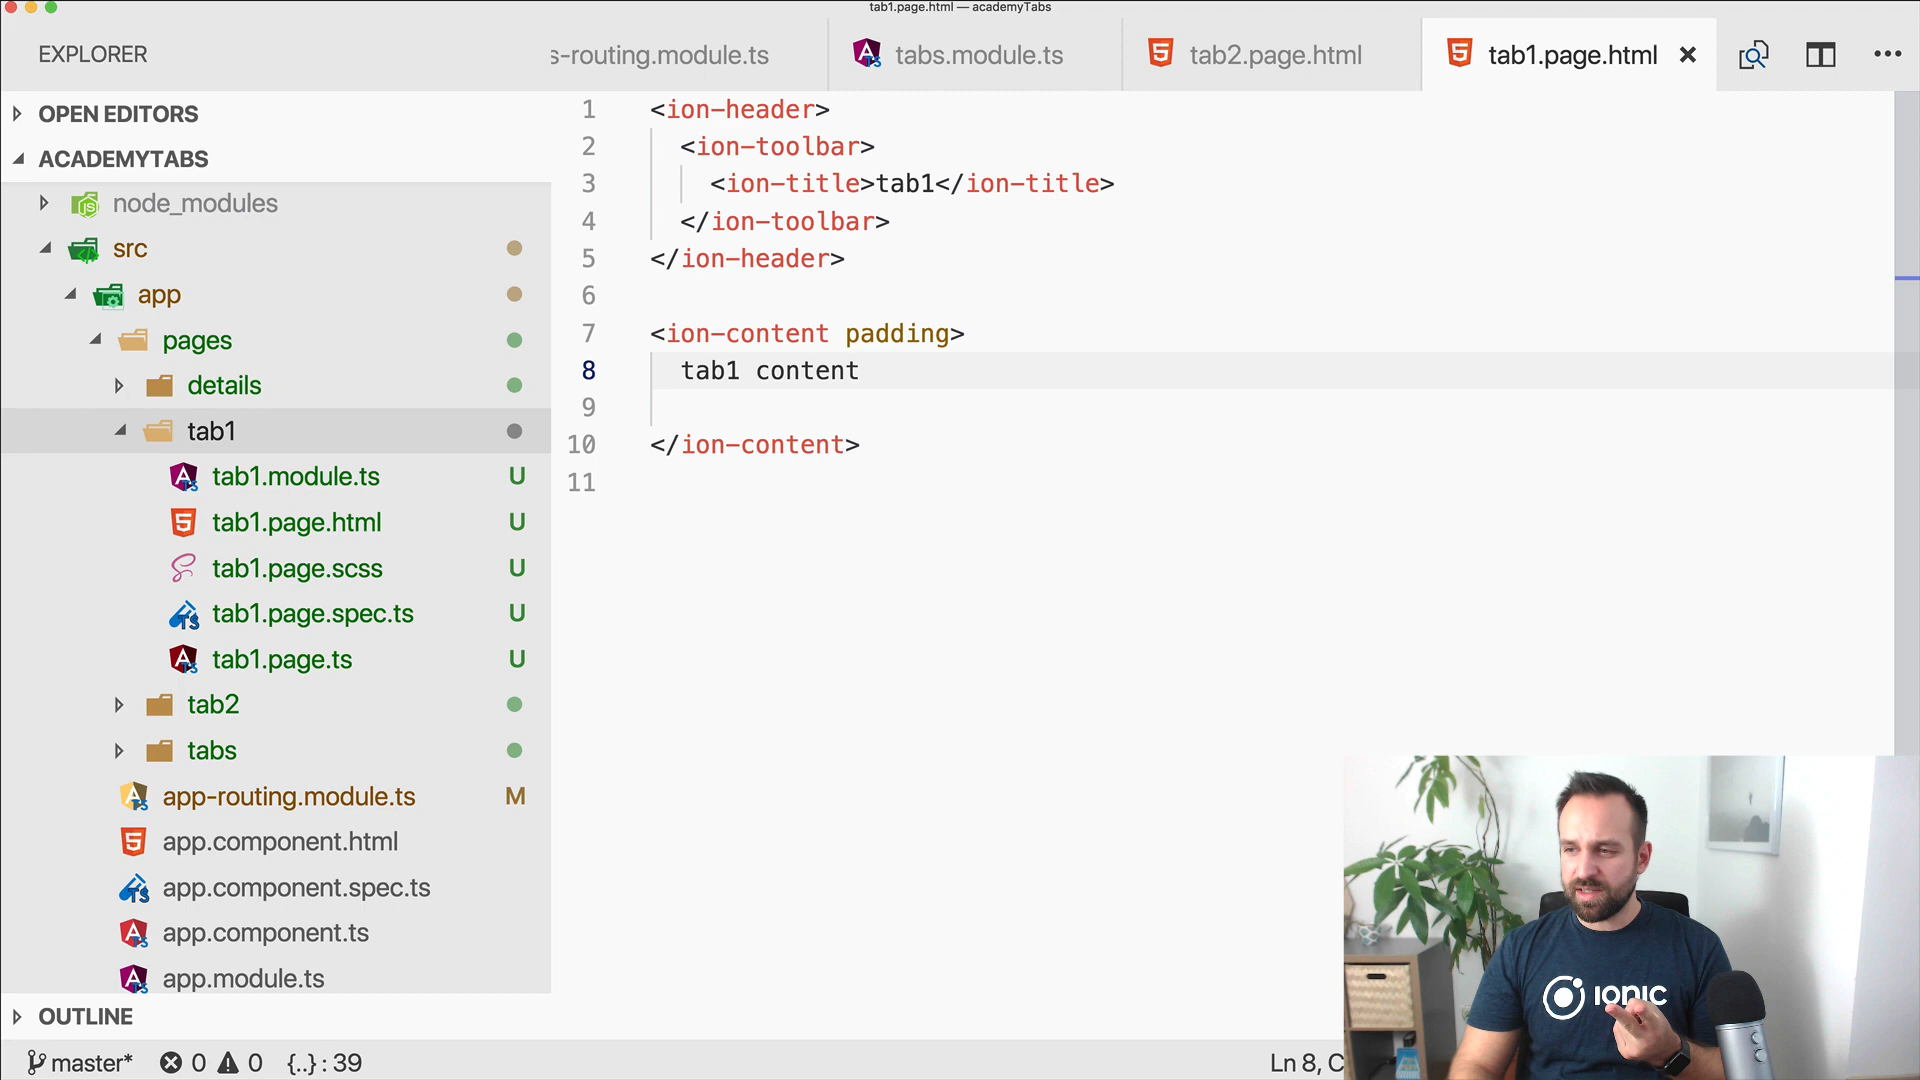 tab1.page.html — academyTabs
EXPLORER
s-routing.module.ts
tabs.module.ts
tab2.page.html
tab1.page.html
OPEN EDITORS
ACADEMYTABS
node_modules
src
app
pages
details
tab1
tab1.module.ts U
tab1.page.html U
tab1.page.scss U
tab1.page.spec.ts U
tab1.page.ts U
tab2
tabs
app-routing.module.ts M
app.component.html
app.component.spec.ts
app.component.ts
app.module.ts
OUTLINE
1 <ion-header>
2 <ion-toolbar>
3 <ion-title>tab1</ion-title>
4 </ion-toolbar>
5 </ion-header>
6
7 <ion-content padding>
8 tab1 content
9
10 </ion-content>
11
ionic
master* 0 0 {..} : 39
Ln 8, C